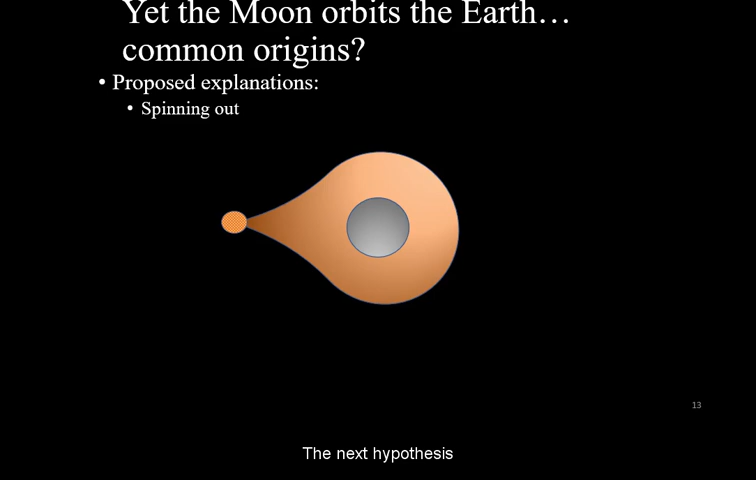 Yet the Moon orbits the Earth…
common origins?
• Proposed explanations:
• Spinning out
13
The next hypothesis